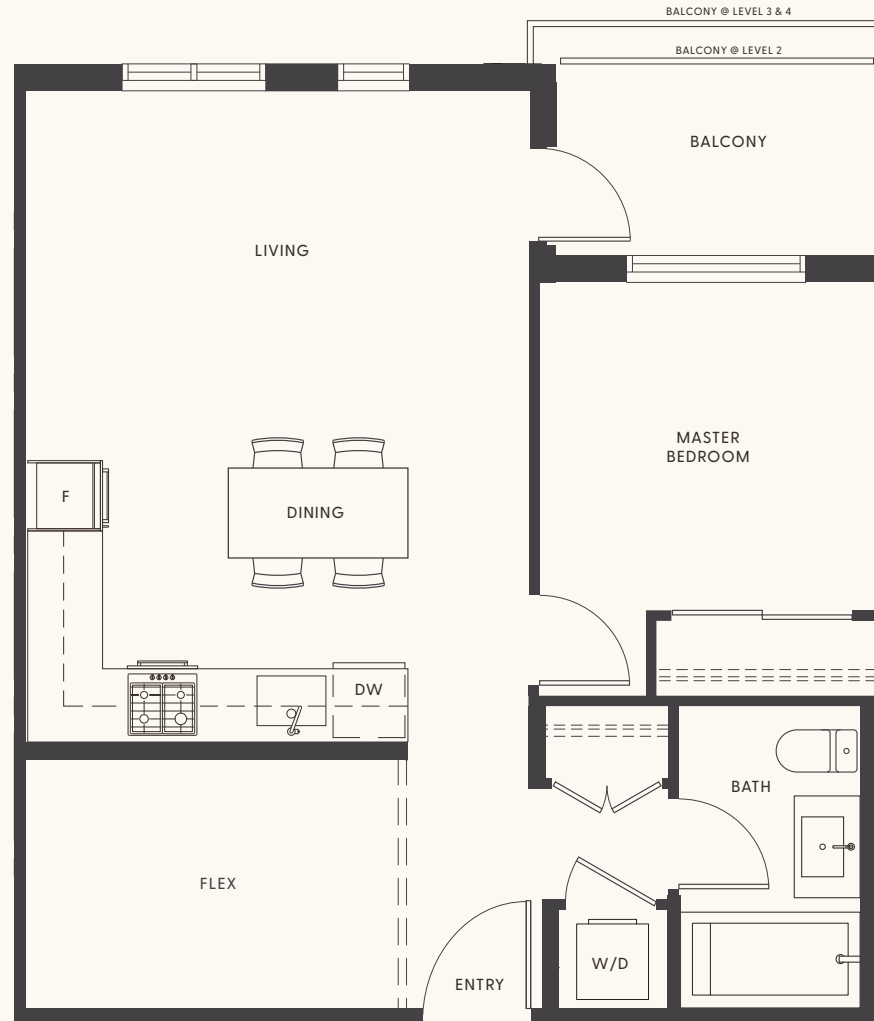 BALCONY @ LEVEL 3 & 4
BALCONY @ LEVEL 2
BALCONY
LIVING
MASTER
BEDROOM
F
DINING
DW
BATH
FLEX
W/D
ENTRY